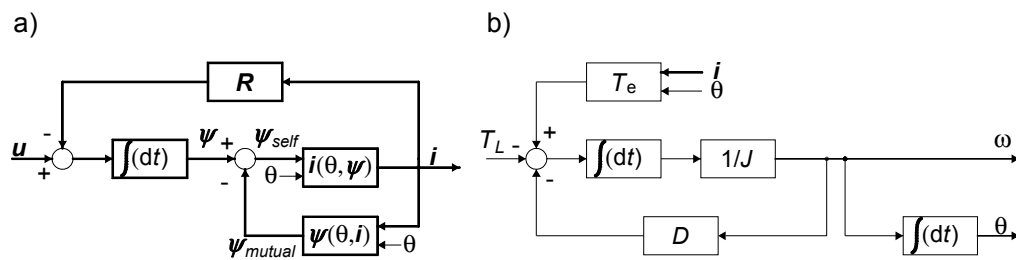 a)
R
-
u
+
∫(dt)
ψ
+
-
ψself
θ
i(θ,ψ)
i
ψmutual
ψ(θ,i)
θ
b)
Te
i
θ
+
TL
-
-
∫(dt)
1/J
ω
D
∫(dt)
θ